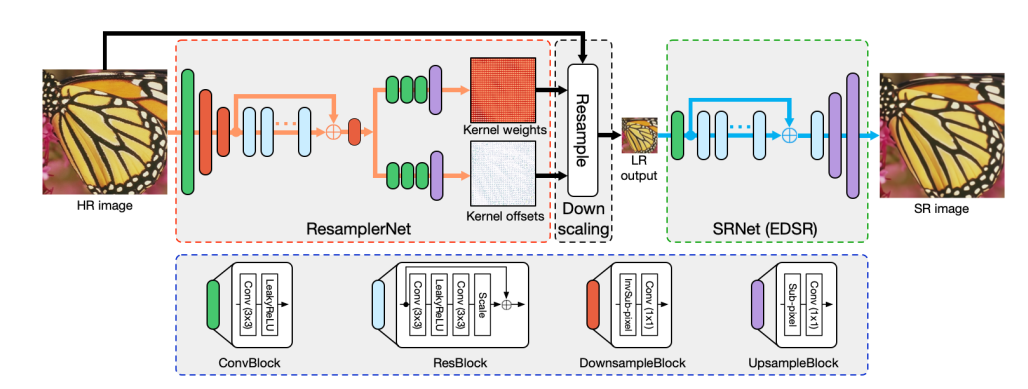 HR image
ResamplerNet
Kernel weights
Kernel offsets
Resample
Down
scaling
LR
output
SRNet (EDSR)
SR image
Conv (3x3)
LeakyReLU
ConvBlock
Conv (3x3)
LeakyReLU
Conv (3x3)
Scale
ResBlock
InvSub-pixel
Conv (1x1)
DownsampleBlock
Sub-pixel
Conv (1x1)
UpsampleBlock